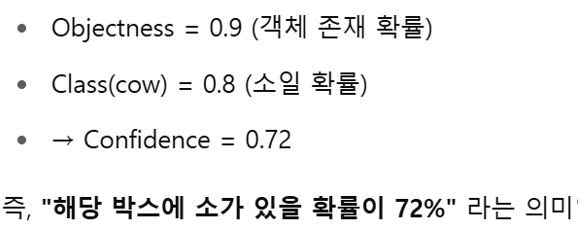 • Objectness = 0.9 (객체 존재 확률)
• Class(cow) = 0.8 (소일 확률)
• → Confidence = 0.72
즉, "해당 박스에 소가 있을 확률이 72%" 라는 의미